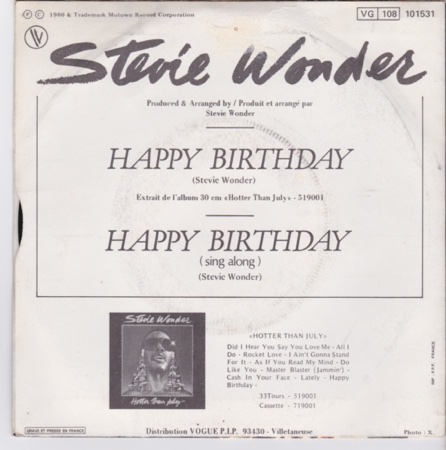 ℗ © 1980 & Trademark Motown Record Corporation
VG 108 101531
Stevie Wonder
Produced & Arranged by / Produit et arrangé par
Stevie Wonder
HAPPY BIRTHDAY
(Stevie Wonder)
Extrait de l'album 30 cm «Hotter Than July» - 519001
HAPPY BIRTHDAY
( sing along )
(Stevie Wonder)
Stevie Wonder
Hotter than July
«HOTTER THAN JULY»
Did I Hear You Say You Love Me - All I
Do - Rocket Love - I Ain't Gonna Stand
For It - As If You Read My Mind - Do
Like You - Master Blaster (Jammin') -
Cash In Your Face - Lately - Happy
Birthday -
33Tours - 519001
Cassette - 719001
GRAVE ET PRESSE EN FRANCE
Distribution VOGUE P.I.P. 93430 - Villetaneuse
Photo : X.